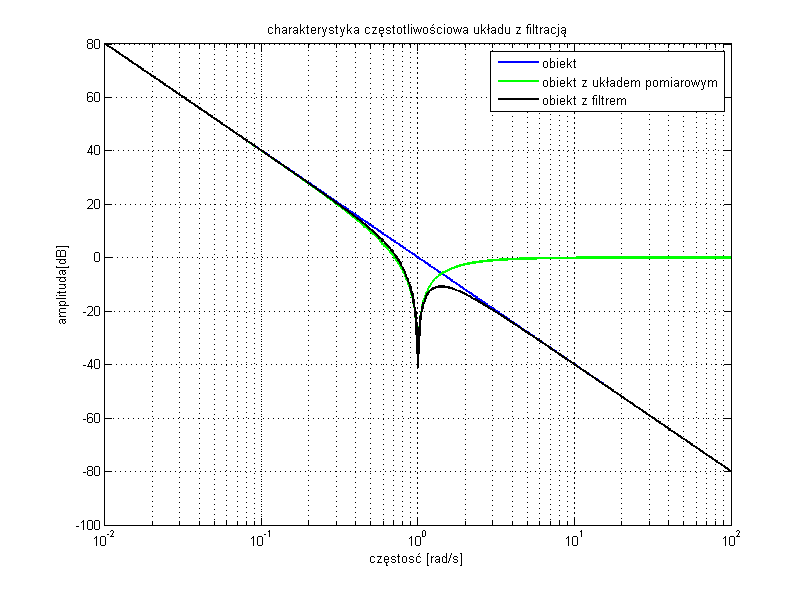 charakterystyka częstotliwościowa układu z filtracją
obiekt
obiekt z układem pomiarowym
obiekt z filtrem
80
60
40
20
0
-20
-40
-60
-80
-100
amplituda[dB]
10^-2
10^-1
10^0
10^1
10^2
częstosć [rad/s]